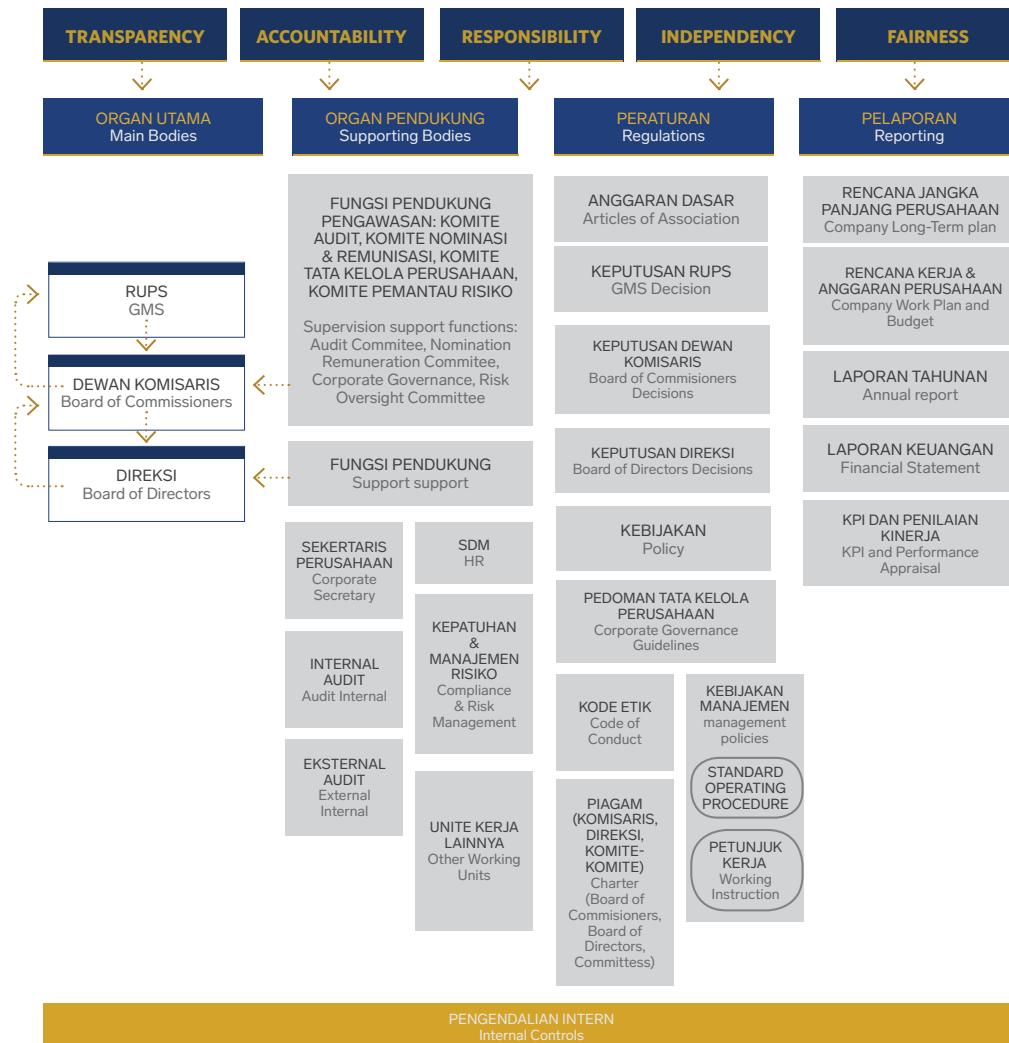 TRANSPARENCY
ACCOUNTABILITY
RESPONSIBILITY
INDEPENDENCY
FAIRNESS
ORGAN UTAMA
Main Bodies
ORGAN PENDUKUNG
Supporting Bodies
PERATURAN
Regulations
PELAPORAN
Reporting
RUPS
GMS
DEWAN KOMISARIS
Board of Commissioners
DIREKSI
Board of Directors
FUNGSI PENDUKUNG
PENGAWASAN: KOMITE
AUDIT, KOMITE NOMINASI
& REMUNISASI, KOMITE
TATA KELOLA PERUSAHAAN,
KOMITE PEMANTAU RISIKO
Supervision support functions:
Audit Commitee, Nomination
Remuneration Commitee,
Corporate Governance, Risk
Oversight Committee
FUNGSI PENDUKUNG
Support support
SEKERTARIS
PERUSAHAAN
Corporate
Secretary
INTERNAL
AUDIT
Audit Internal
EKSTERNAL
AUDIT
External
Internal
SDM
HR
KEPATUHAN
&
MANAJEMEN
RISIKO
Compliance
& Risk
Management
UNITE KERJA
LAINNYA
Other Working
Units
ANGGARAN DASAR
Articles of Association
KEPUTUSAN RUPS
GMS Decision
KEPUTUSAN DEWAN
KOMISARIS
Board of Commisioners
Decisions
KEPUTUSAN DIREKSI
Board of Directors Decisions
KEBIJAKAN
Policy
PEDOMAN TATA KELOLA
PERUSAHAAN
Corporate Governance
Guidelines
KODE ETIK
Code of
Conduct
PIAGAM
(KOMISARIS,
DIREKSI,
KOMITE-
KOMITE)
Charter
(Board of
Commisioners,
Board of
Directors,
Committess)
KEBIJAKAN
MANAJEMEN
management
policies
STANDARD
OPERATING
PROCEDURE
PETUNJUK
KERJA
Working
Instruction
RENCANA JANGKA
PANJANG PERUSAHAAN
Company Long-Term plan
RENCANA KERJA &
ANGGARAN PERUSAHAAN
Company Work Plan and
Budget
LAPORAN TAHUNAN
Annual report
LAPORAN KEUANGAN
Financial Statement
KPI DAN PENILAIAN
KINERJA
KPI and Performance
Appraisal
PENGENDALIAN INTERN
Internal Controls